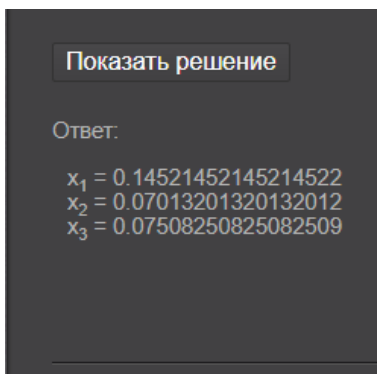 Показать решение
Ответ:
x₁ = 0.14521452145214522
x₂ = 0.07013201320132012
x₃ = 0.07508250825082509